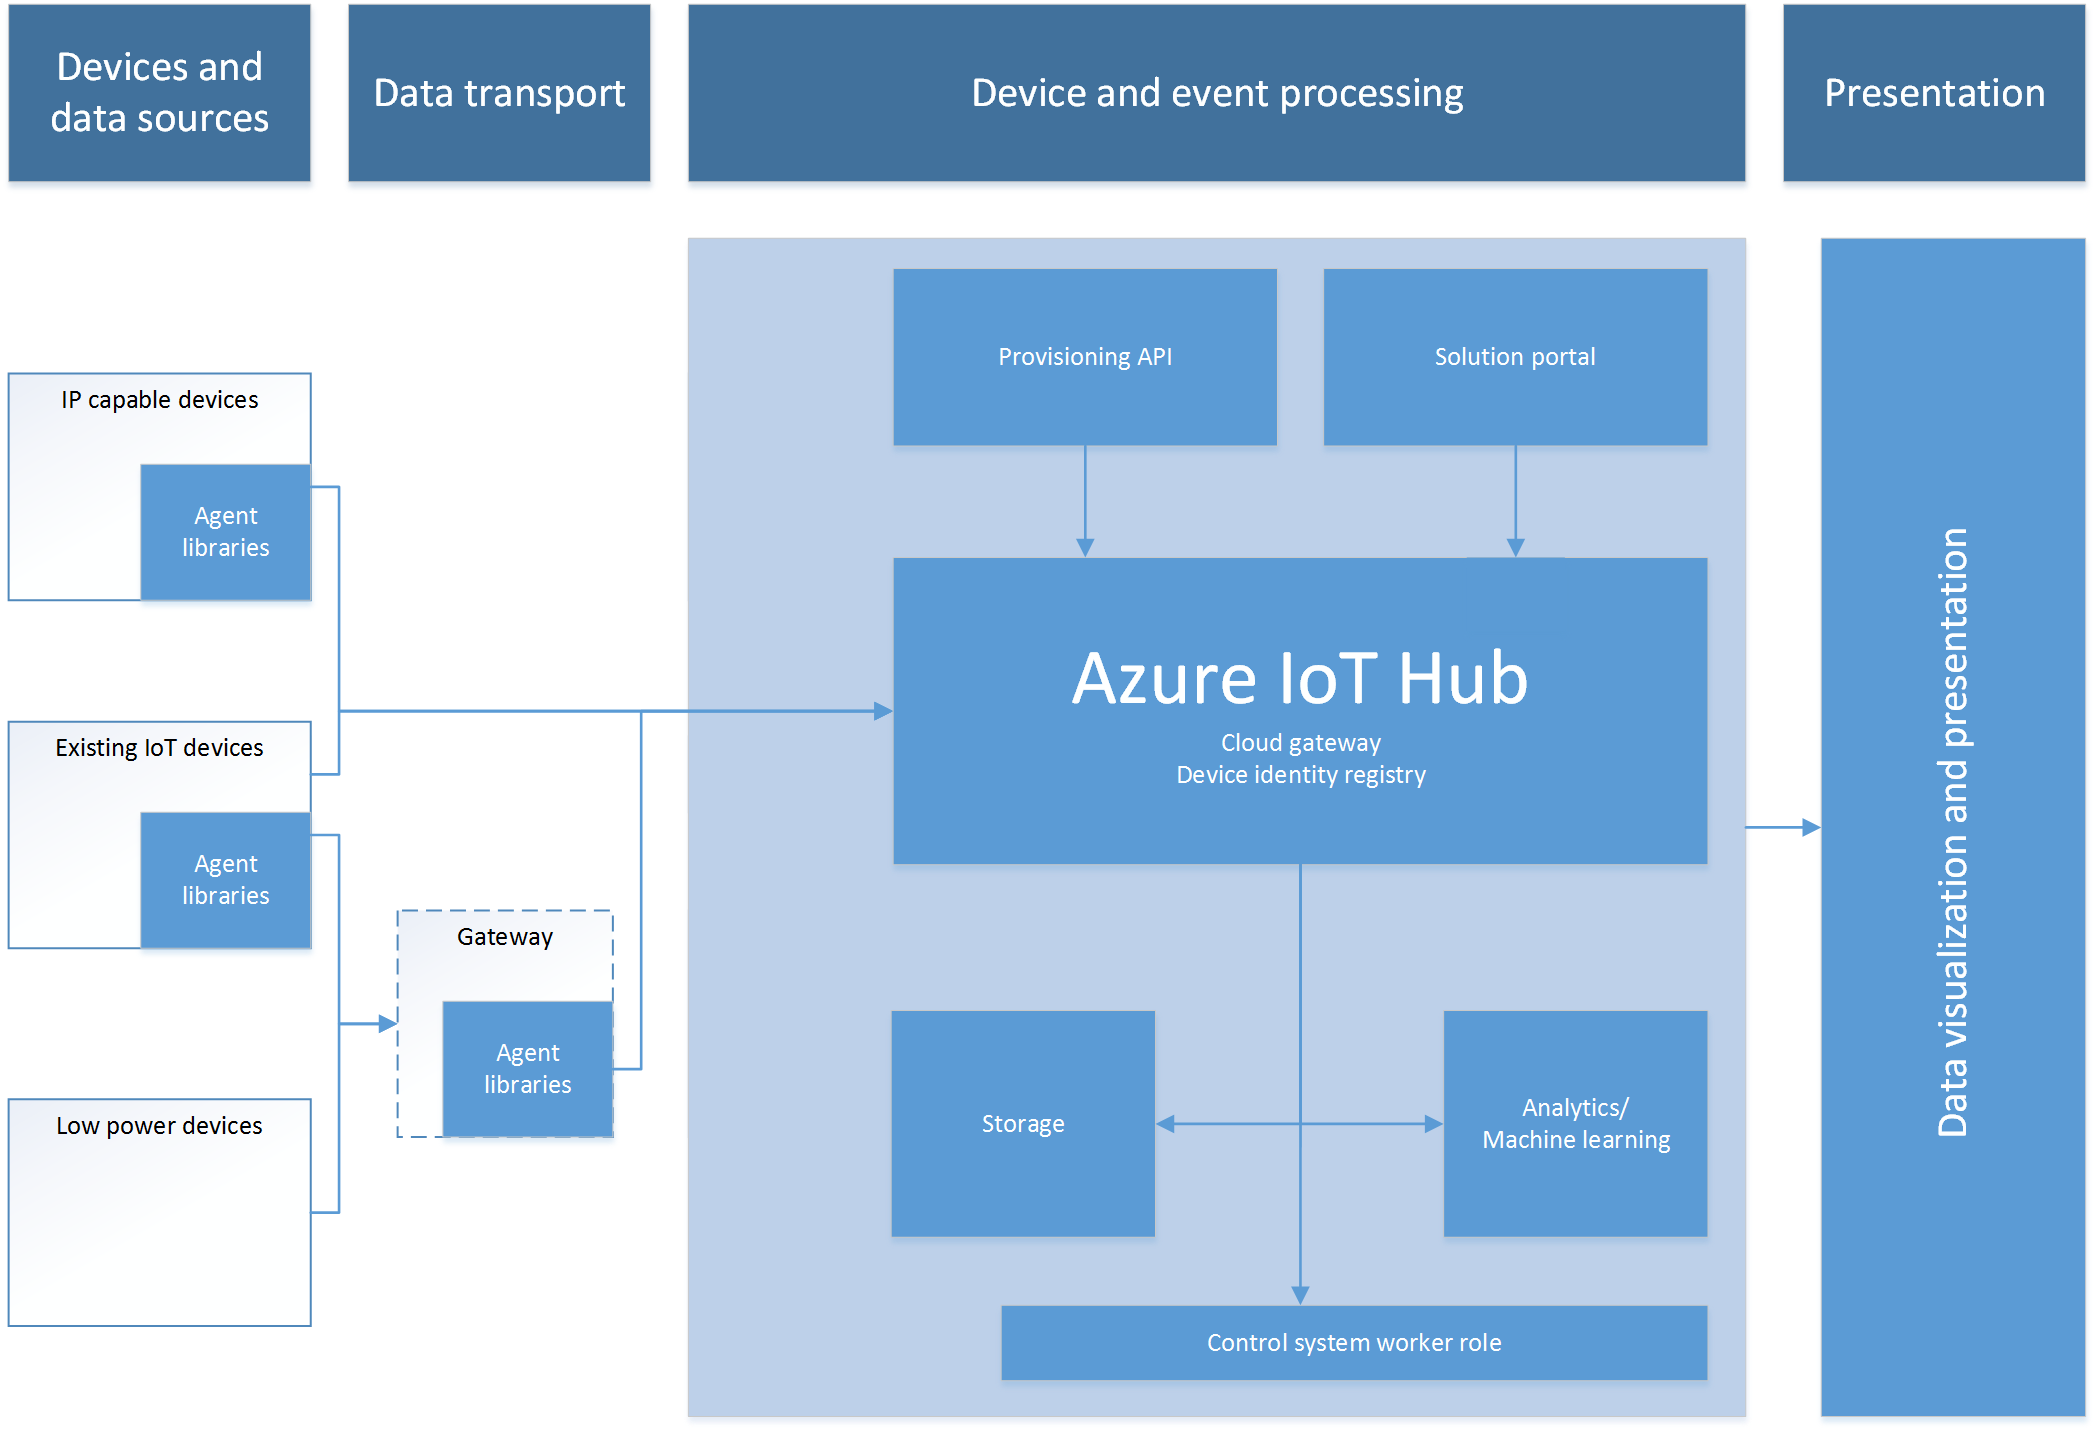 Devices and
data sources
Data transport
Device and event processing
Presentation
Provisioning API
Solution portal
IP capable devices
Agent
libraries
Azure IoT Hub
Cloud gateway
Device identity registry
Existing IoT devices
Agent
libraries
Gateway
Agent
libraries
Low power devices
Storage
Analytics/
Machine learning
Control system worker role
Data visualization and presentation